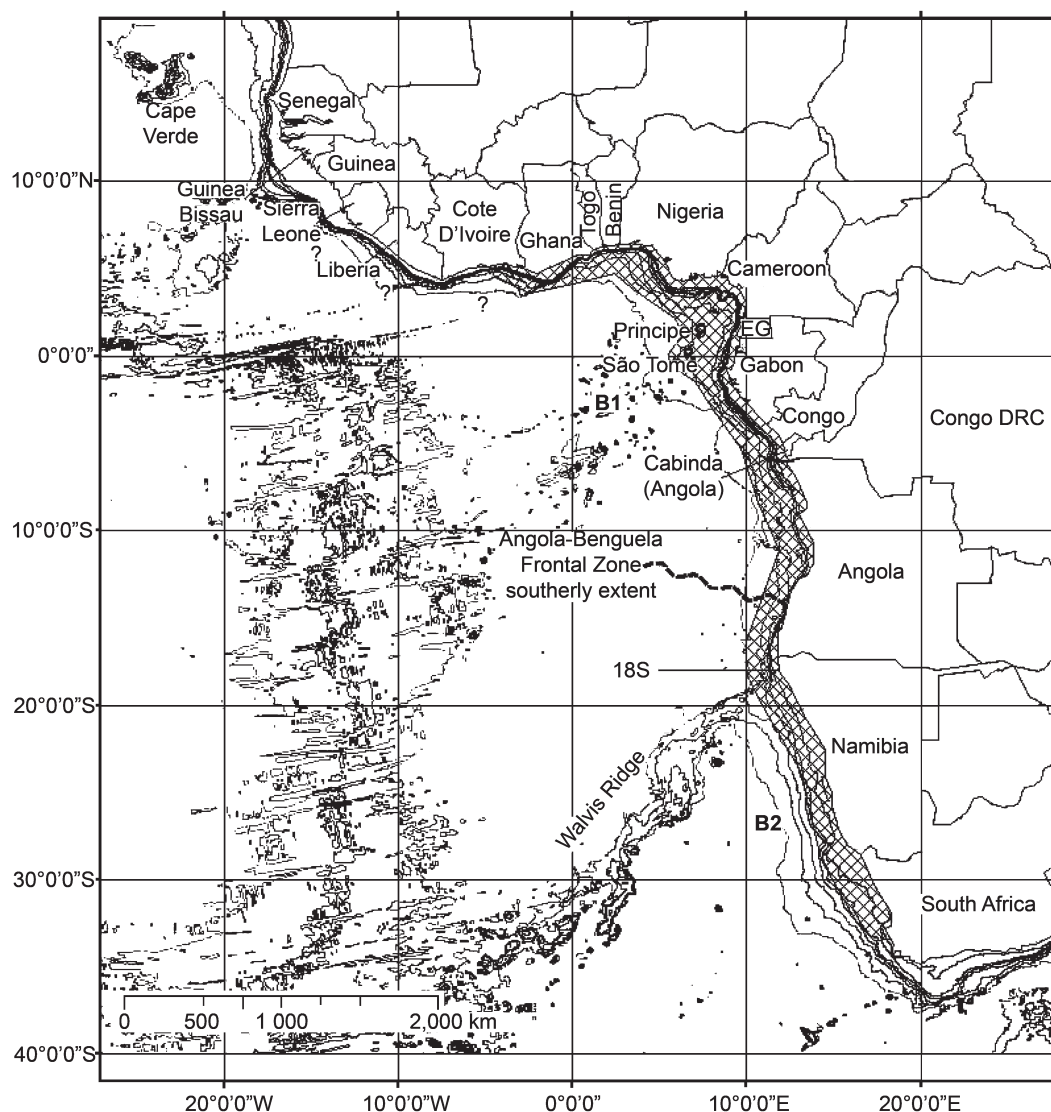 Senegal
Cape
Verde
Guinea
10°0'0"N
Guinea
Bissau
Sierra
Leone
?
Liberia
?
Cote
D'Ivoire
?
Ghana
Togo
Benin
Nigeria
Cameroon
Principe
EG
0°0'0"
São Tomé
Gabon
B1
Congo
Congo DRC
Cabinda
(Angola)
10°0'0"S
Angola-Benguela
Frontal Zone
southerly extent
Angola
18S
20°0'0"S
Namibia
Walvis Ridge
B2
30°0'0"S
South Africa
0 500 1 000 2,000 km
40°0'0"S
20°0'0"W 10°0'0"W 0°0'0" 10°0'0"E 20°0'0"E